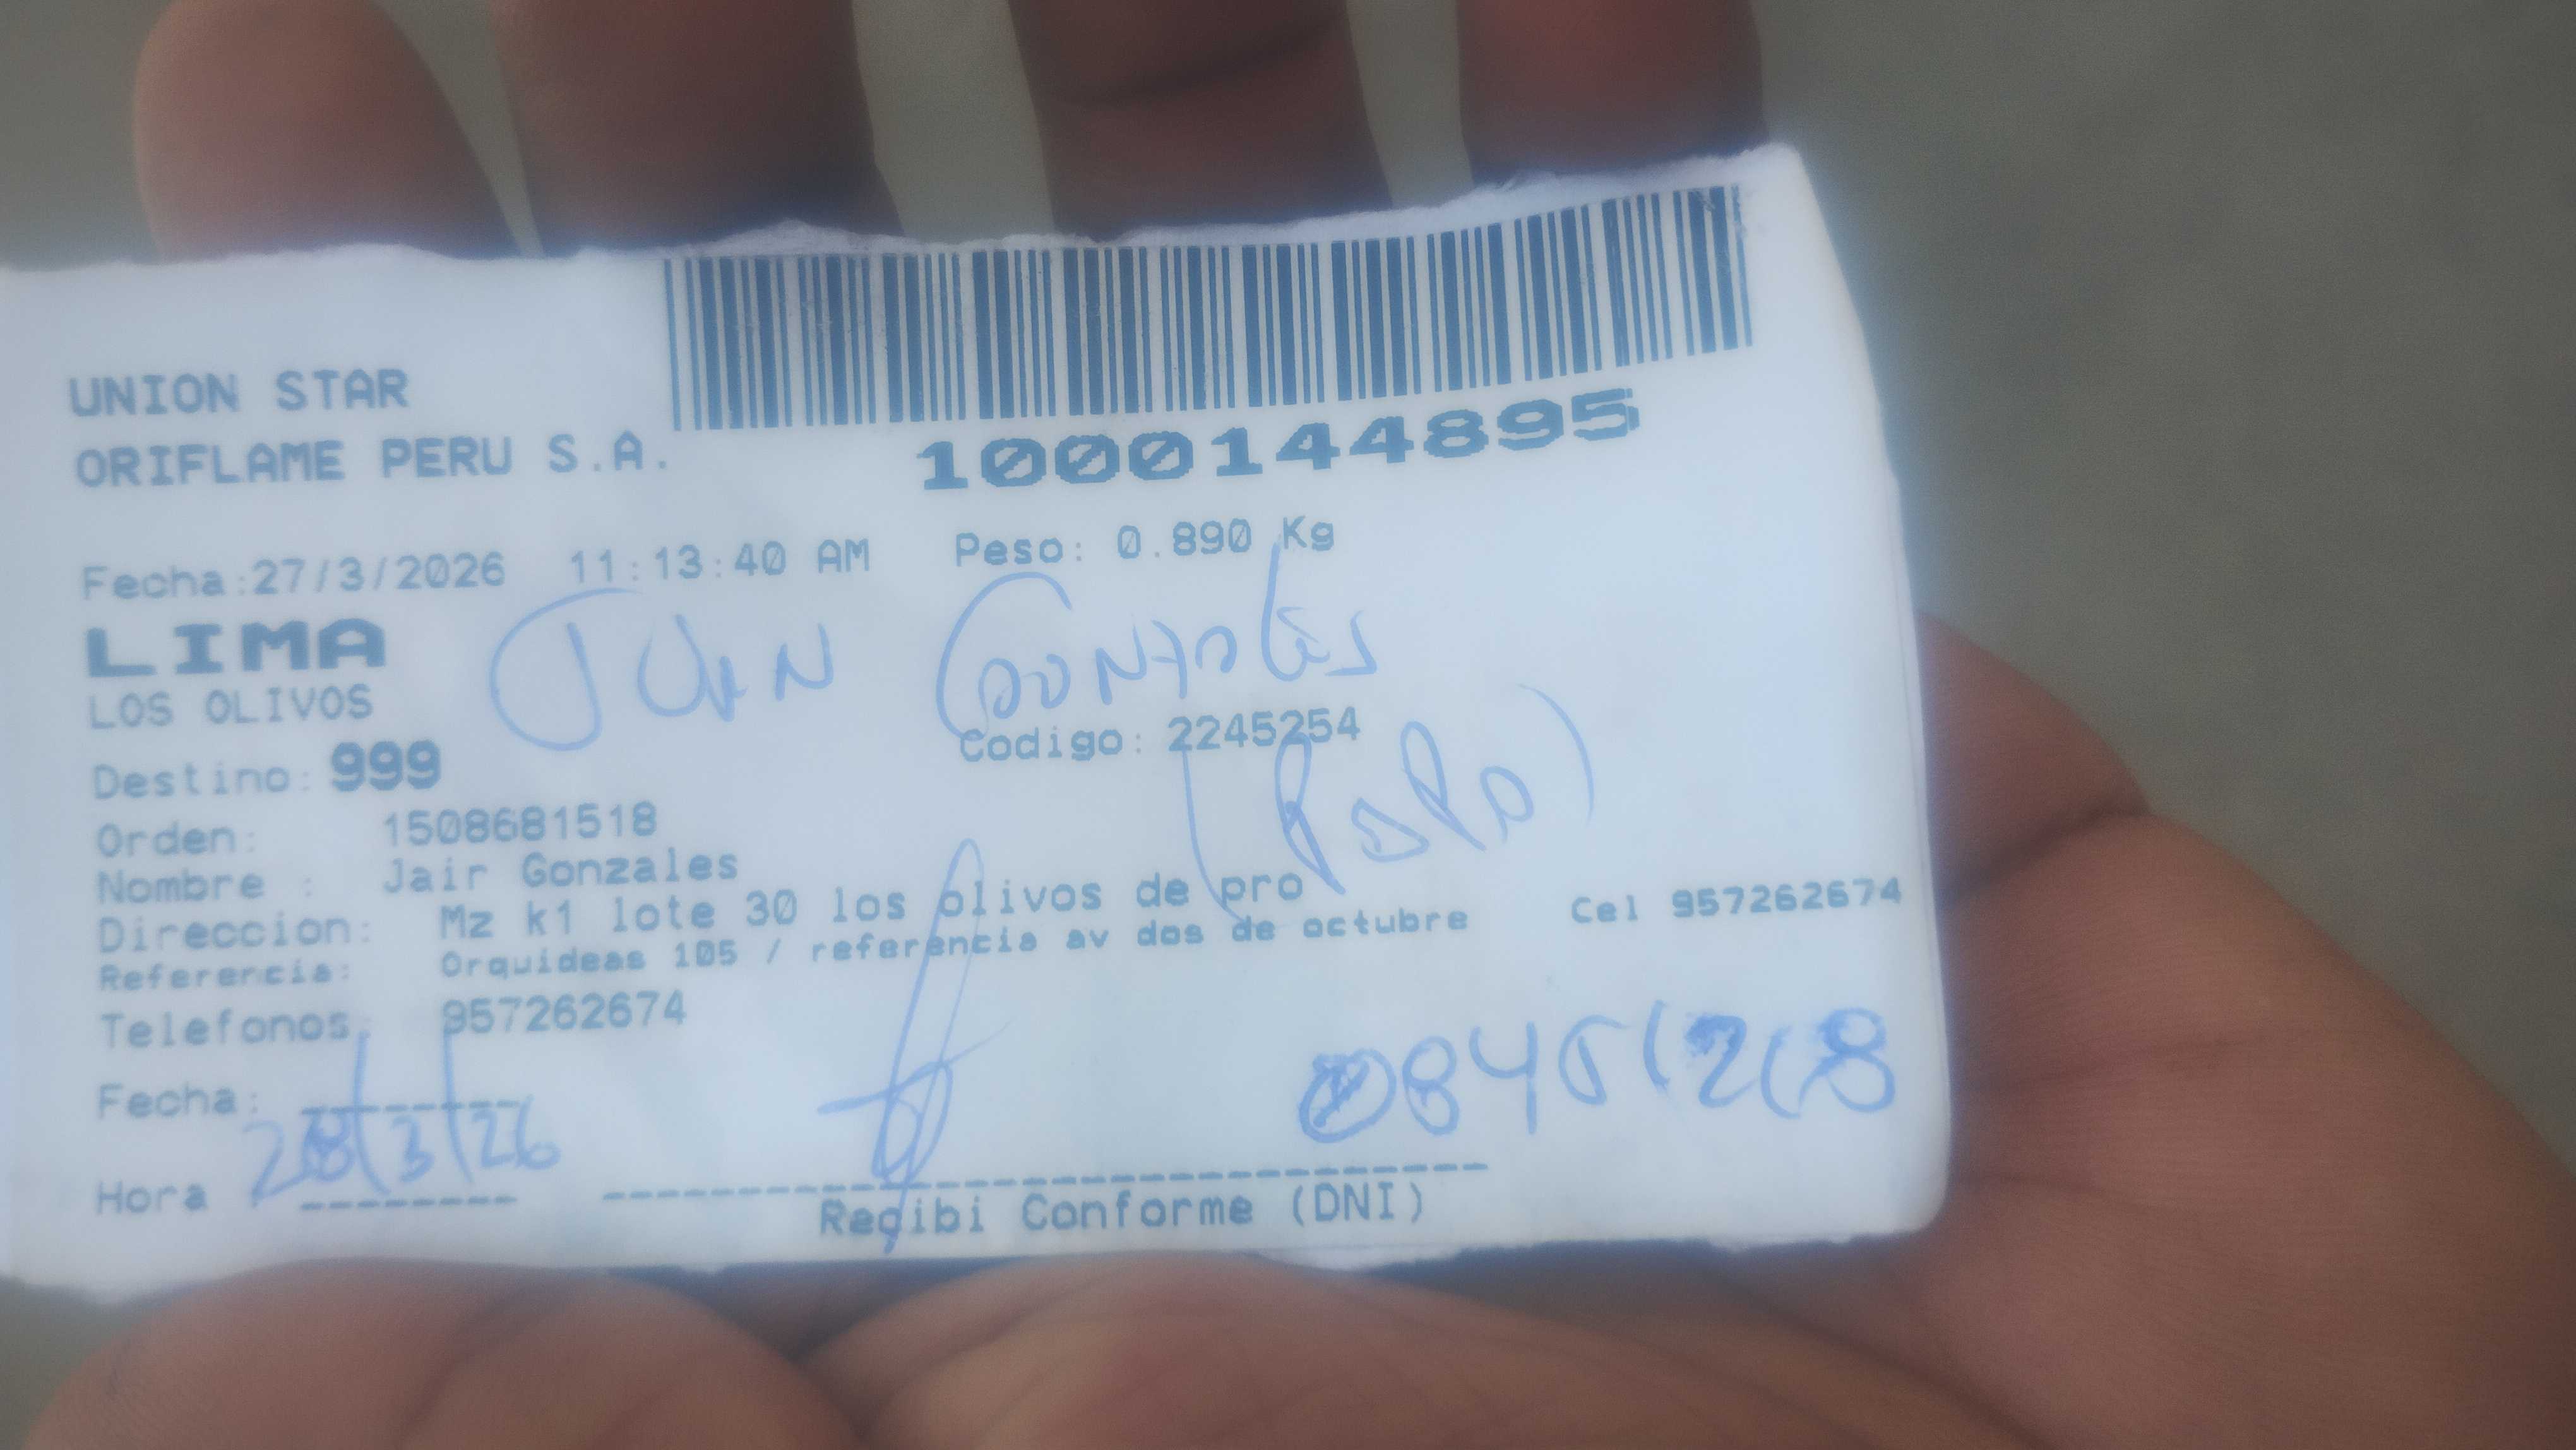 UNION STAR
ORIFLAME PERU S.A.
1000144895
Fecha:27/3/2026 11:13:40 AM Peso: 0.890 Kg
LIMA
JUAN GONZALES
LOS OLIVOS
Codigo: 2245254
Destino: 999
(PAPA)
Orden: 1508681518
Nombre : Jair Gonzales
Direccion: Mz k1 lote 30 los olivos de pro
Referencia: Orquideas 105 / referencia av dos de octubre Cel 957262674
Telefonos: 957262674
Fecha: 28/3/26
Hora
Recibi Conforme (DNI)